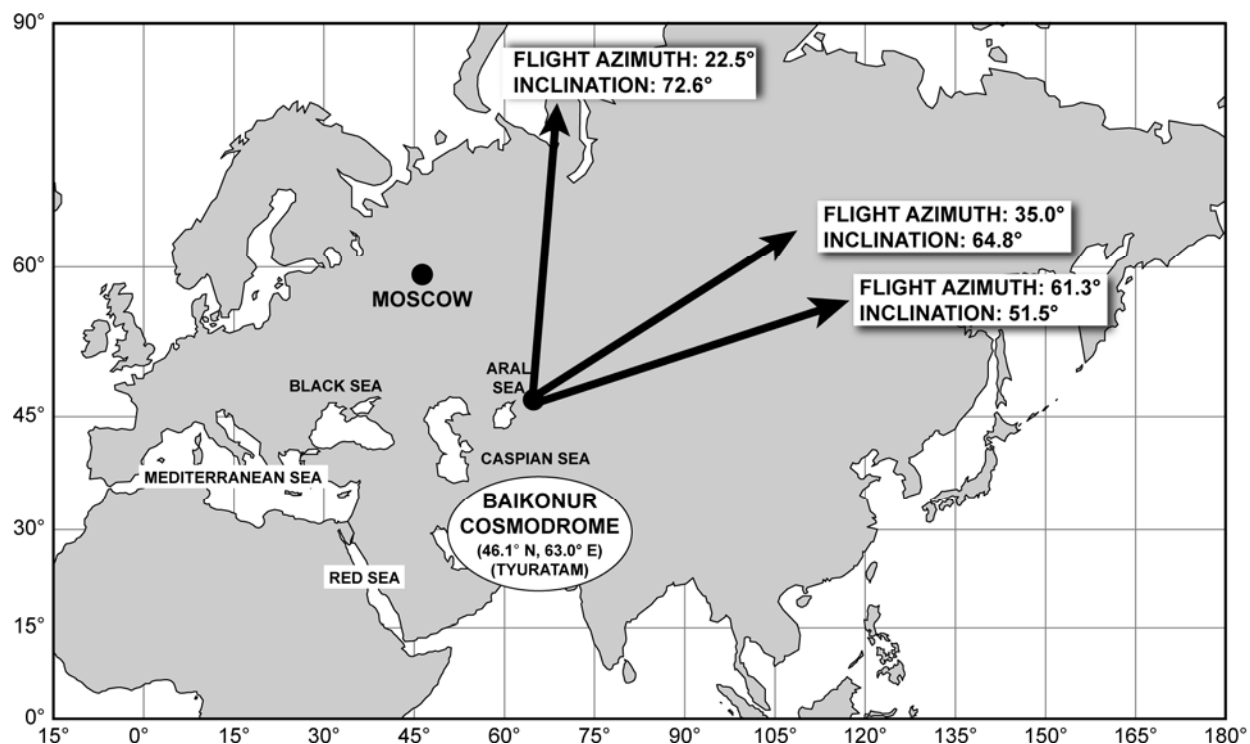 90°
FLIGHT AZIMUTH: 22.5°
INCLINATION: 72.6°
FLIGHT AZIMUTH: 35.0°
INCLINATION: 64.8°
60°
MOSCOW
FLIGHT AZIMUTH: 61.3°
INCLINATION: 51.5°
ARAL
SEA
BLACK SEA
45°
CASPIAN SEA
MEDITERRANEAN SEA
BAIKONUR
COSMODROME
(46.1° N, 63.0° E)
(TYURATAM)
30°
RED SEA
15°
0°
15° 0° 15° 30° 45° 60° 75° 90° 105° 120° 135° 150° 165° 180°